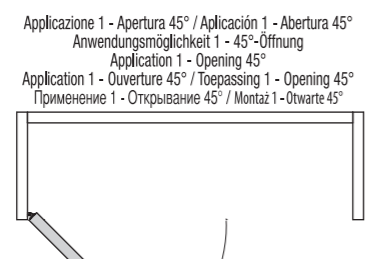 Applicazione 1 - Apertura 45° / Aplicación 1 - Abertura 45°
Anwendungsmöglichkeit 1 - 45°-Öffnung
Application 1 - Opening 45°
Application 1 - Ouverture 45° / Toepassing 1 - Opening 45°
Применение 1 - Открывание 45° / Montaż 1 - Otwarte 45°